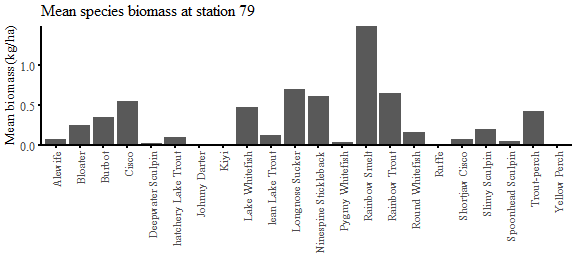 Mean species biomass at station 79
Mean biomass (kg/ha)
1.0
0.5
0.0
Alewife
Bloater
Burbot
Cisco
Deepwater Sculpin
hatchery Lake Trout
Johnny Darter
Kiyi
Lake Whitefish
lean Lake Trout
Longnose Sucker
Ninespine Stickleback
Pygmy Whitefish
Rainbow Smelt
Rainbow Trout
Round Whitefish
Ruffe
Shortjaw Cisco
Slimy Sculpin
Spoonhead Sculpin
Trout-perch
Yellow Perch